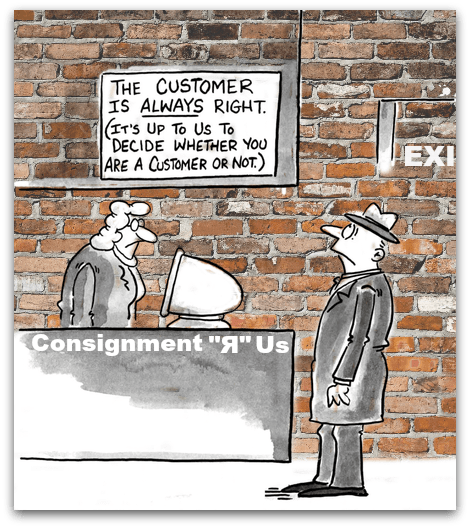 THE CUSTOMER
IS ALWAYS RIGHT.
(IT'S UP TO US TO
DECIDE WHETHER YOU
ARE A CUSTOMER OR NOT.)
EXI
Consignment "Я" Us